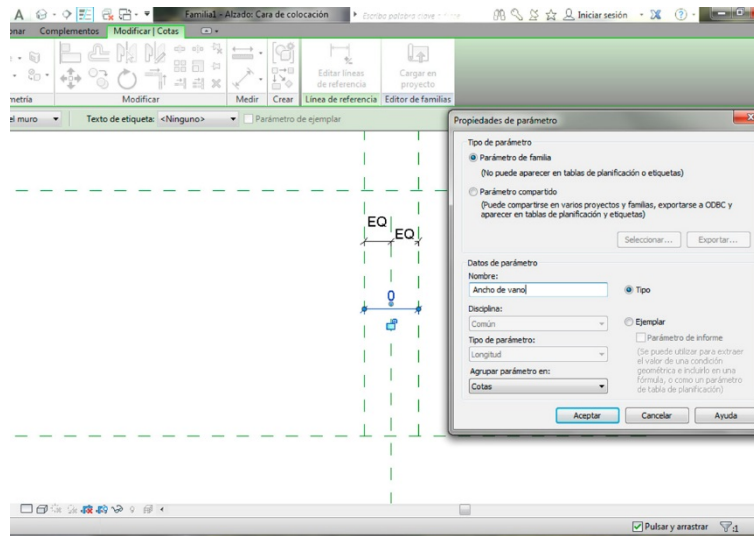 Familia1 - Alzado: Cara de colocación
Escriba palabra clave
Iniciar sesión
onar Complementos Modificar | Cotas
Editar líneas
de referencia
Cargar en
proyecto
metría Modificar Medir Crear Línea de referencia Editor de familias
el muro Texto de etiqueta: <Ninguno> Parámetro de ejemplar
EQ
EQ
0
Propiedades de parámetro
Tipo de parámetro
Parámetro de familia
(No puede aparecer en tablas de planificación o etiquetas)
Parámetro compartido
(Puede compartirse en varios proyectos y familias, exportarse a ODBC y
aparecer en tablas de planificación y etiquetas)
Seleccionar... Exportar...
Datos de parámetro
Nombre:
Ancho de vano
Tipo
Disciplina:
Común
Ejemplar
Parámetro de informe
Tipo de parámetro:
Longitud
(Se puede utilizar para extraer
el valor de una condición
geométrica e incluirlo en una
fórmula, o como un parámetro
de tabla de planificación)
Agrupar parámetro en:
Cotas
Aceptar Cancelar Ayuda
Pulsar y arrastrar
:1